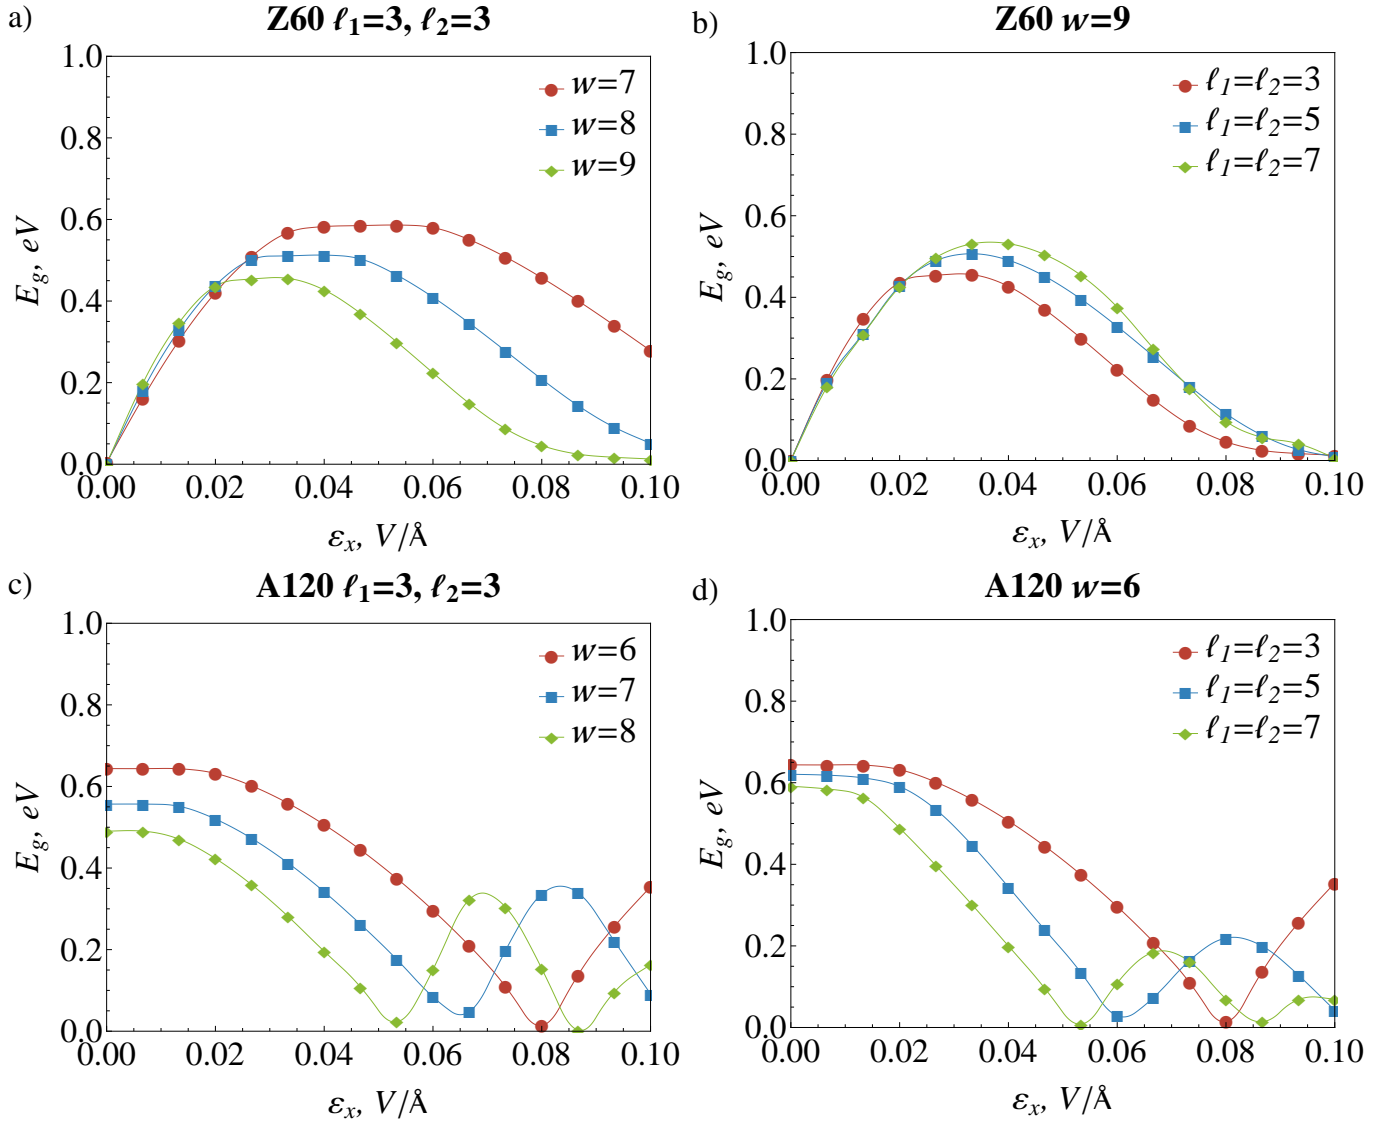 a)
Z60 ℓ1=3, ℓ2=3
1.0
0.8
0.6
0.4
0.2
0.0
Eg, eV
w=7
w=8
w=9
0.00 0.02 0.04 0.06 0.08 0.10
εx, V/Å
b)
Z60 w=9
1.0
0.8
0.6
0.4
0.2
0.0
Eg, eV
ℓ1=ℓ2=3
ℓ1=ℓ2=5
ℓ1=ℓ2=7
0.00 0.02 0.04 0.06 0.08 0.10
εx, V/Å
c)
A120 ℓ1=3, ℓ2=3
1.0
0.8
0.6
0.4
0.2
0.0
Eg, eV
w=6
w=7
w=8
0.00 0.02 0.04 0.06 0.08 0.10
εx, V/Å
d)
A120 w=6
1.0
0.8
0.6
0.4
0.2
0.0
Eg, eV
ℓ1=ℓ2=3
ℓ1=ℓ2=5
ℓ1=ℓ2=7
0.00 0.02 0.04 0.06 0.08 0.10
εx, V/Å